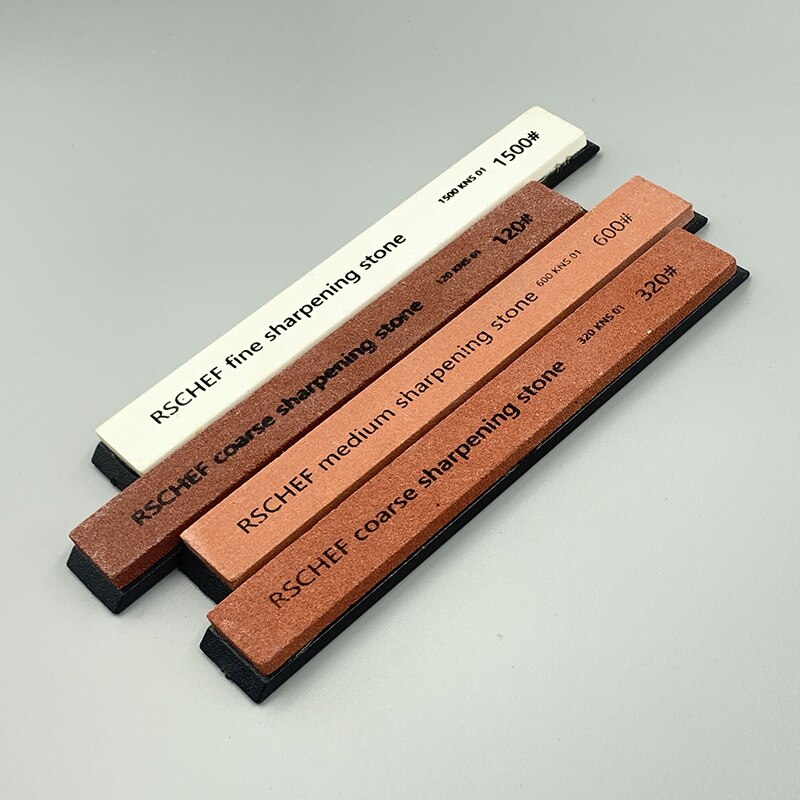 RSCHEF fine sharpening stone 1500 KNS 01 1500#
RSCHEF coarse sharpening stone 120 KNS 01 120#
RSCHEF medium sharpening stone 600 KNS 01 600#
RSCHEF coarse sharpening stone 320 KNS 01 320#